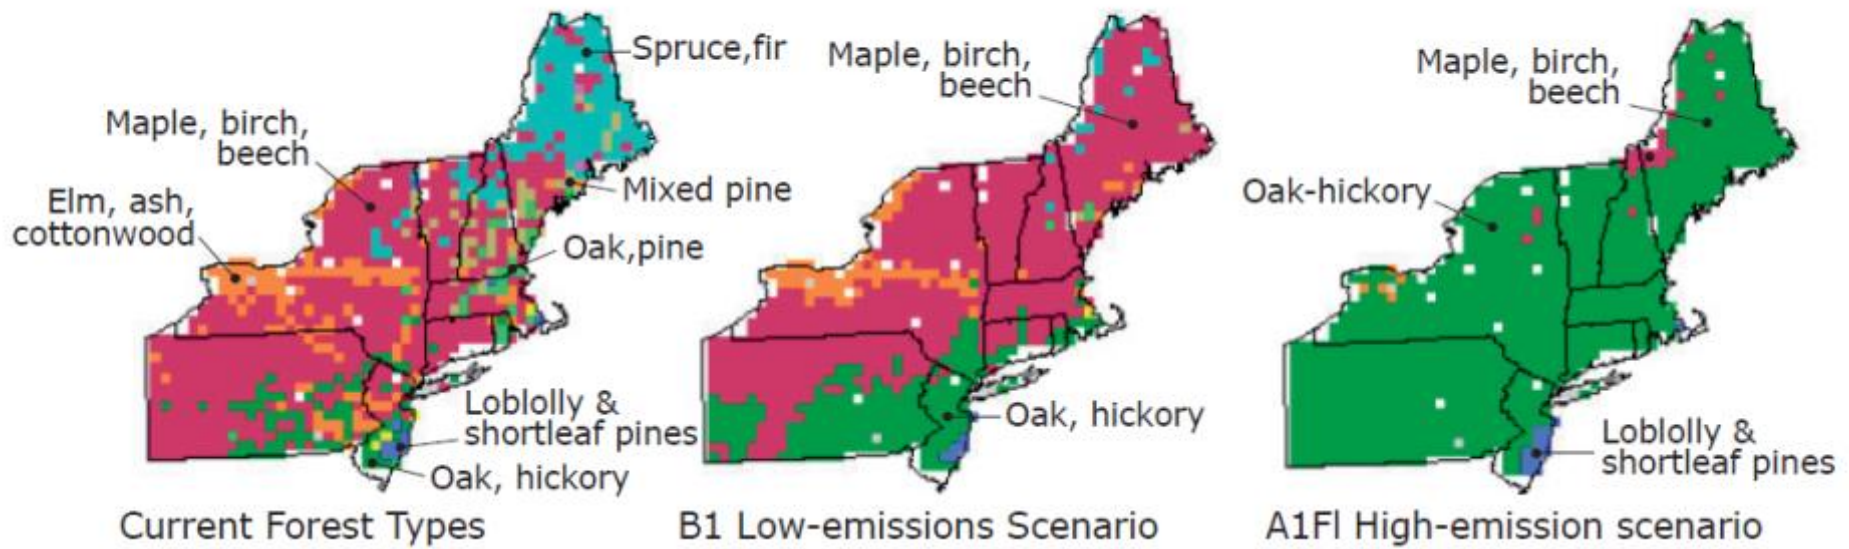 Spruce,fir
Maple, birch,
beech
Elm, ash,
cottonwood
Mixed pine
Oak,pine
Loblolly &
shortleaf pines
Oak, hickory
Current Forest Types
Maple, birch,
beech
Oak, hickory
B1 Low-emissions Scenario
Maple, birch,
beech
Oak-hickory
Loblolly &
shortleaf pines
A1Fl High-emission scenario